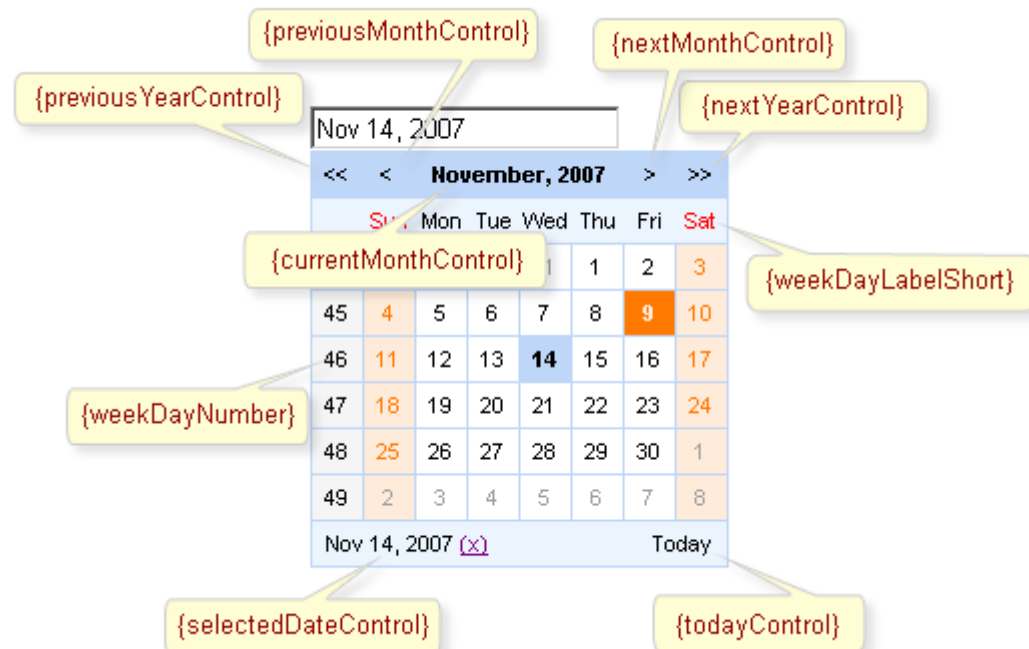 {previousMonthControl}
{nextMonthControl}
{previousYearControl}
{nextYearControl}
Nov 14, 2007
<< < November, 2007 > >>
Sun Mon Tue Wed Thu Fri Sat
{currentMonthControl}
1 2 3
{weekDayLabelShort}
45 4 5 6 7 8 9 10
46 11 12 13 14 15 16 17
{weekDayNumber}
47 18 19 20 21 22 23 24
48 25 26 27 28 29 30 1
49 2 3 4 5 6 7 8
Nov 14, 2007 (x) Today
{selectedDateControl}
{todayControl}